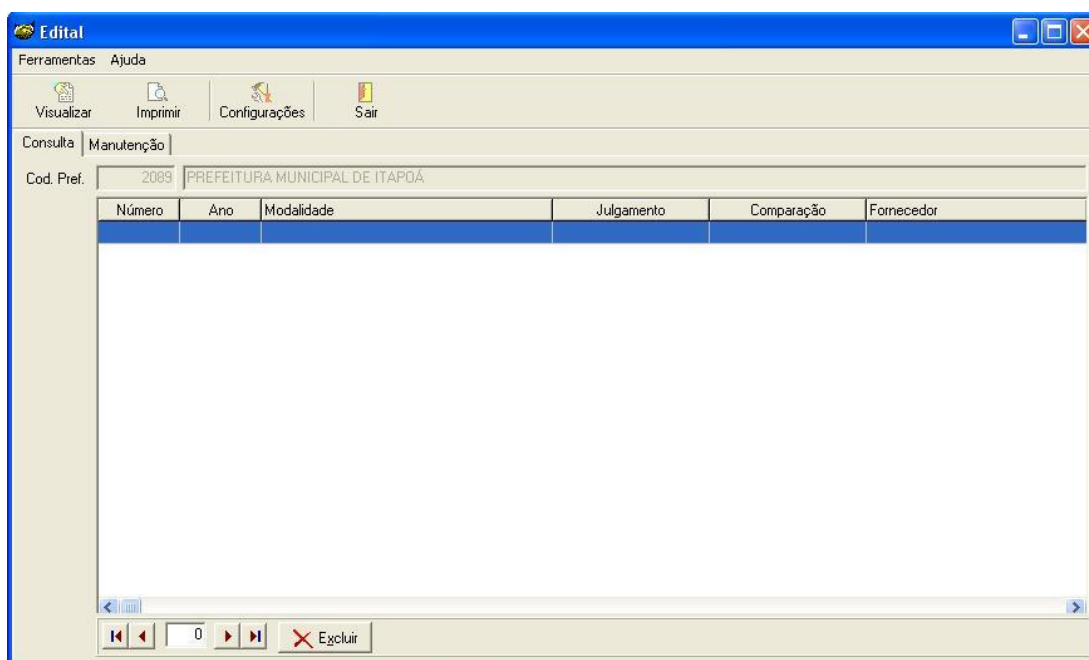 Edital
Ferramentas Ajuda
Visualizar Imprimir Configurações Sair
Consulta Manutenção
Cod. Pref. 2089 PREFEITURA MUNICIPAL DE ITAPOÁ
Número Ano Modalidade Julgamento Comparação Fornecedor
0 Excluir